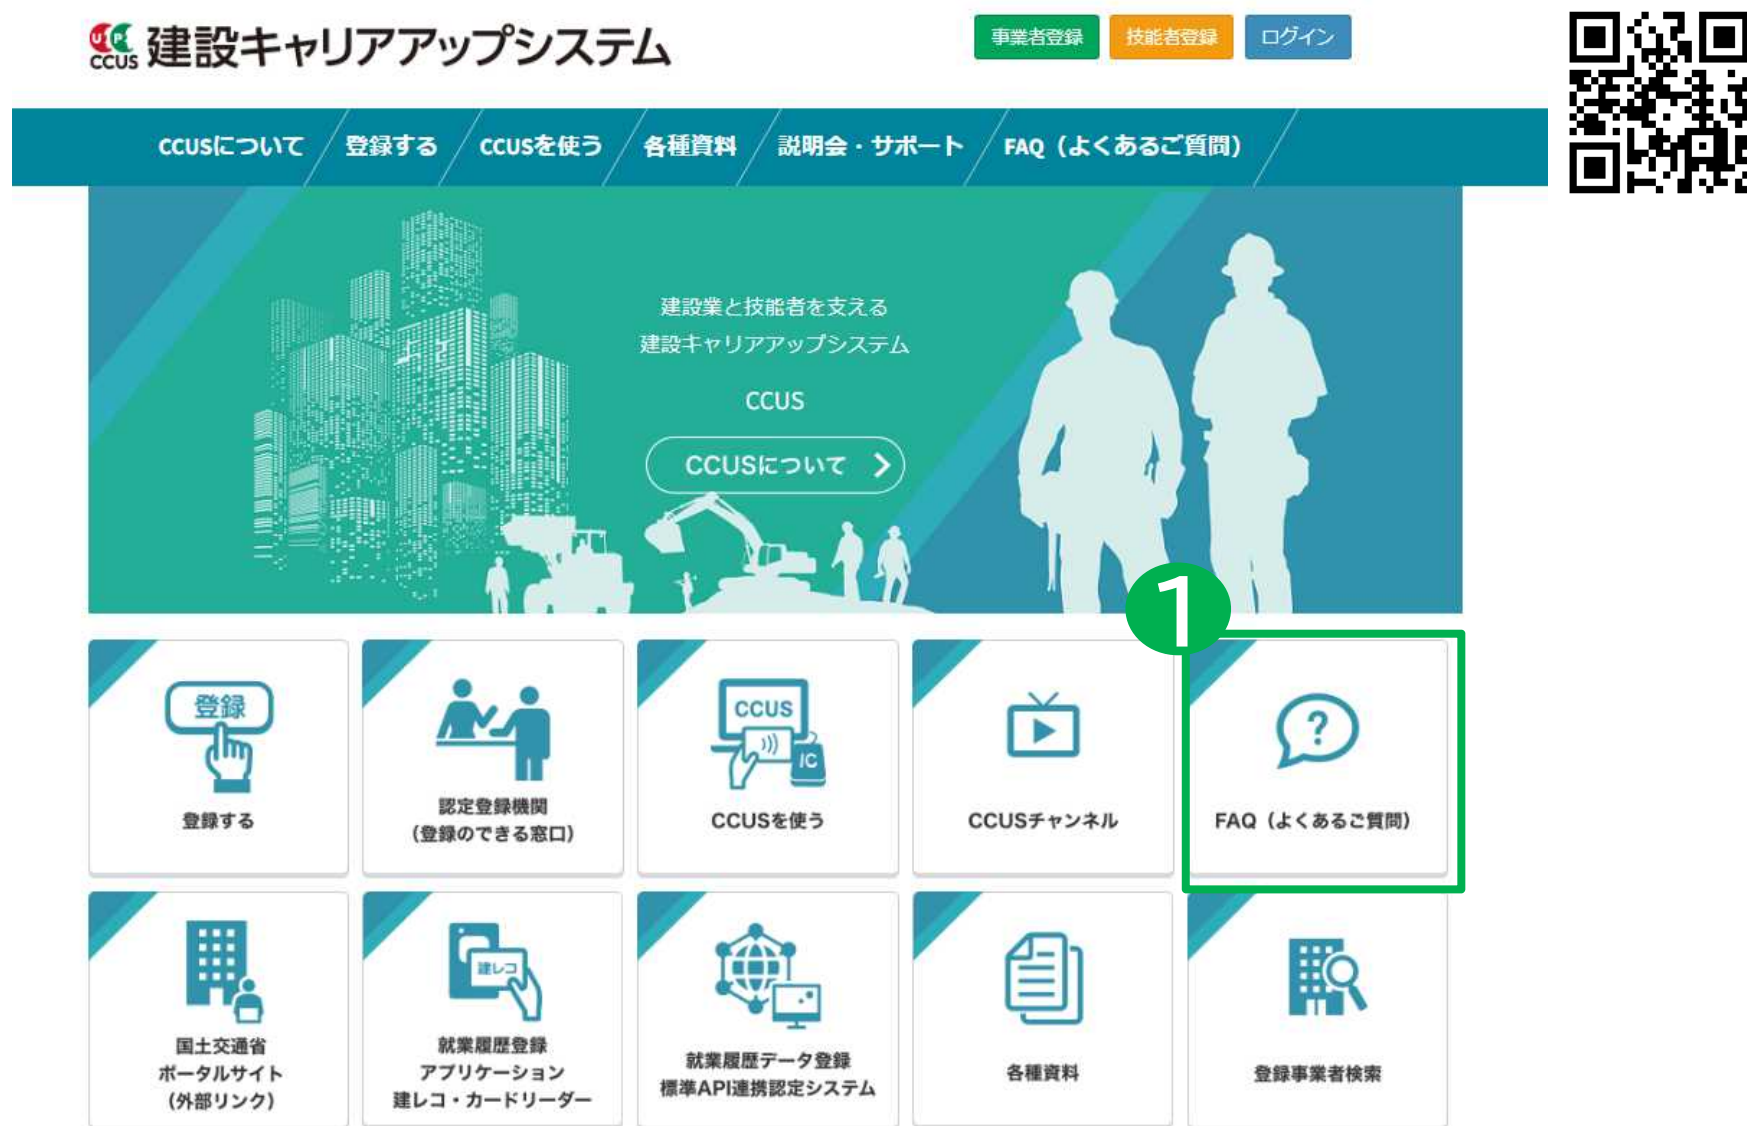 UP
CCUS
建設キャリアアップシステム
事業者登録
技能者登録
ログイン
CCUSについて
登録する
CCUSを使う
各種資料
説明会・サポート
FAQ（よくあるご質問）
建設業と技能者を支える
建設キャリアアップシステム
CCUS
CCUSについて
1
登録
登録する
認定登録機関
（登録のできる窓口）
CCUS
IC
CCUSを使う
CCUSチャンネル
?
FAQ（よくあるご質問）
国土交通省
ポータルサイト
（外部リンク）
建レコ
就業履歴登録
アプリケーション
建レコ・カードリーダー
就業履歴データ登録
標準API連携認定システム
各種資料
登録事業者検索